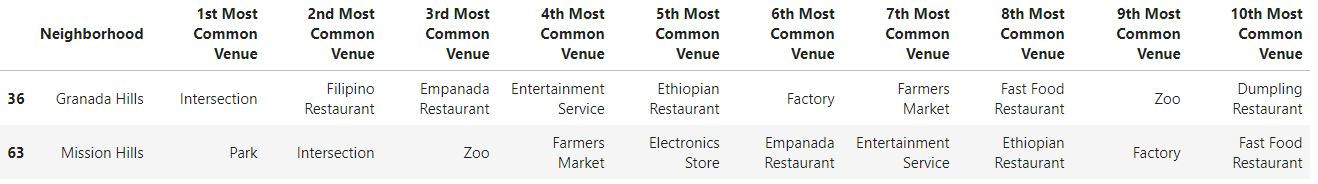 Neighborhood 1st Most Common Venue 2nd Most Common Venue 3rd Most Common Venue 4th Most Common Venue 5th Most Common Venue 6th Most Common Venue 7th Most Common Venue 8th Most Common Venue 9th Most Common Venue 10th Most Common Venue
36 Granada Hills Intersection Filipino Restaurant Empanada Restaurant Entertainment Service Ethiopian Restaurant Factory Farmers Market Fast Food Restaurant Zoo Dumpling Restaurant
63 Mission Hills Park Intersection Zoo Farmers Market Electronics Store Empanada Restaurant Entertainment Service Ethiopian Restaurant Factory Fast Food Restaurant